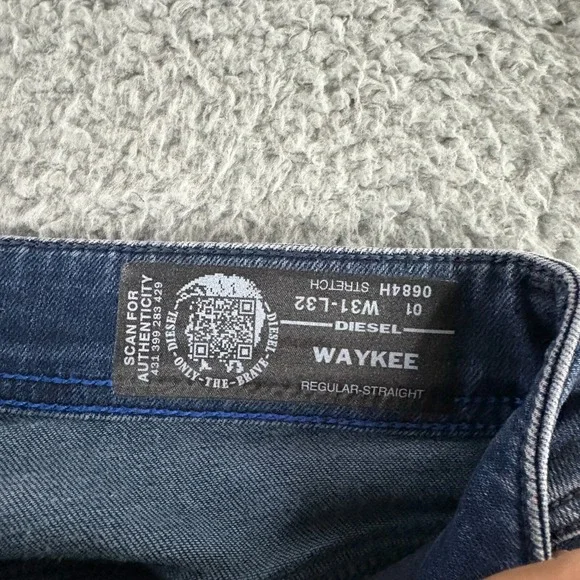 SCAN FOR
AUTHENTICITY
431 399 283 429
DIESEL · ONLY · THE · BRAVE · DIESEL
01
W31-L32
0684H STRETCH
DIESEL
WAYKEE
REGULAR-STRAIGHT